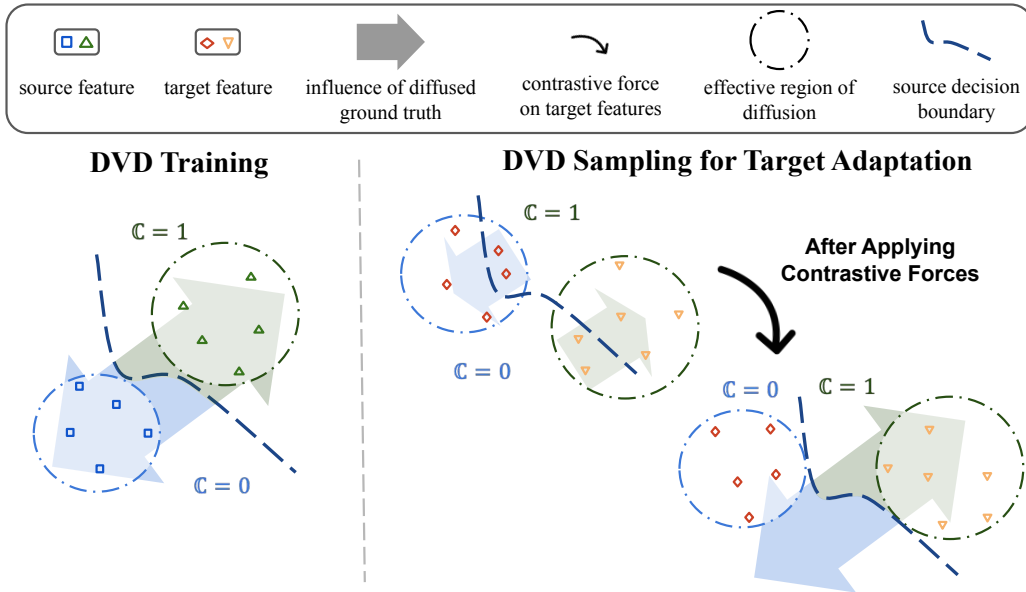 source feature
target feature
influence of diffused
ground truth
contrastive force
on target features
effective region of
diffusion
source decision
boundary
DVD Training
DVD Sampling for Target Adaptation
ℂ = 1
ℂ = 0
ℂ = 1
ℂ = 0
After Applying
Contrastive Forces
ℂ = 0
ℂ = 1